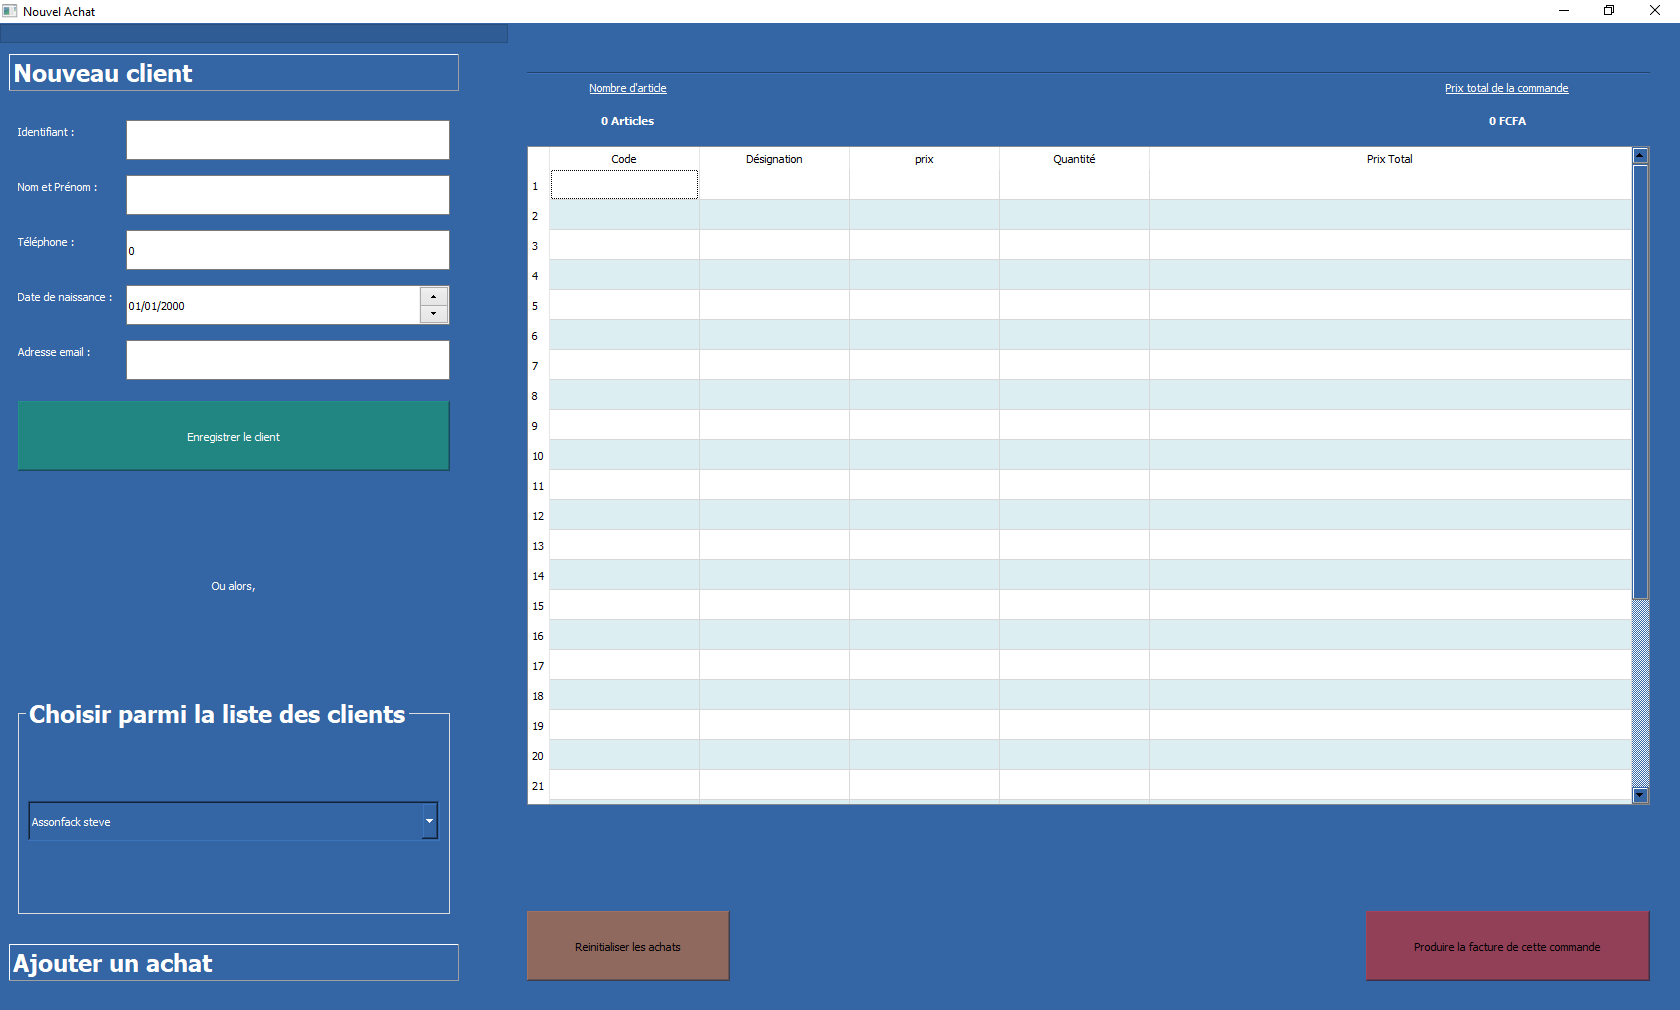 Nouvel Achat
Nouveau client
Identifiant :
Nom et Prénom :
Téléphone :
0
Date de naissance :
01/01/2000
Adresse email :
Enregistrer le client
Ou alors,
Choisir parmi la liste des clients
Assonfack steve
Ajouter un achat
Nombre d'article
Prix total de la commande
0 Articles
0 FCFA
Code Désignation prix Quantité Prix Total
1
2
3
4
5
6
7
8
9
10
11
12
13
14
15
16
17
18
19
20
21
Reinitialiser les achats
Produire la facture de cette commande